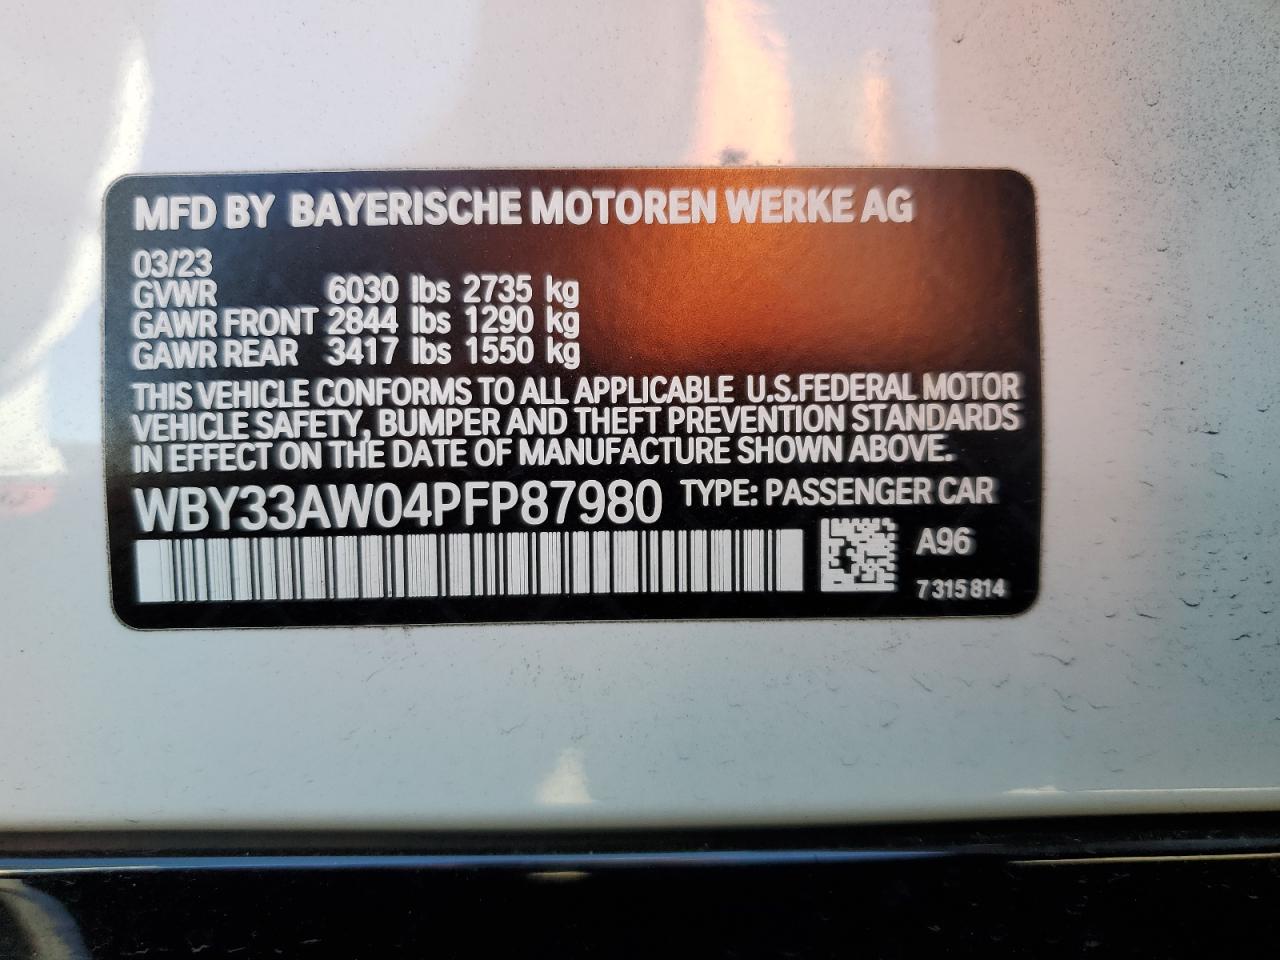 MFD BY BAYERISCHE MOTOREN WERKE AG
03/23
GVWR 6030 lbs 2735 kg
GAWR FRONT 2844 lbs 1290 kg
GAWR REAR 3417 lbs 1550 kg
THIS VEHICLE CONFORMS TO ALL APPLICABLE U.S.FEDERAL MOTOR
VEHICLE SAFETY, BUMPER AND THEFT PREVENTION STANDARDS
IN EFFECT ON THE DATE OF MANUFACTURE SHOWN ABOVE.
WBY33AW04PFP87980 TYPE: PASSENGER CAR
A96
7 315 814